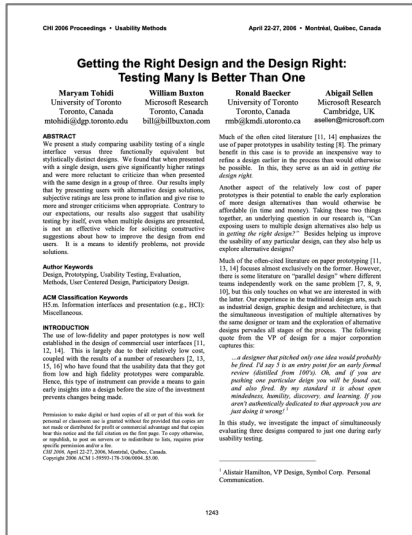 CHI 2006 Proceedings • Usability Methods
April 22-27, 2006 • Montréal, Québec, Canada
Getting the Right Design and the Design Right:
Testing Many Is Better Than One
Maryam Tohidi
University of Toronto
Toronto, Canada
mtohidi@dgp.toronto.edu
William Buxton
Microsoft Research
Toronto, Canada
bill@billbuxton.com
Ronald Baecker
University of Toronto
Toronto, Canada
rmb@kmdi.utoronto.ca
Abigail Sellen
Microsoft Research
Cambridge, UK
asellen@microsoft.com
ABSTRACT
We present a study comparing usability testing of a single
interface versus three functionally equivalent but
stylistically distinct designs. We found that when presented
with a single design, users give significantly higher ratings
and were more reluctant to criticize than when presented
with the same design in a group of three. Our results imply
that by presenting users with alternative design solutions,
subjective ratings are less prone to inflation and give rise to
more and stronger criticisms when appropriate. Contrary to
our expectations, our results also suggest that usability
testing by itself, even when multiple designs are presented,
is not an effective vehicle for soliciting constructive
suggestions about how to improve the design from end
users. It is a means to identify problems, not provide
solutions.
Author Keywords
Design, Prototyping, Usability Testing, Evaluation,
Methods, User Centered Design, Participatory Design.
ACM Classification Keywords
H5.m. Information interfaces and presentation (e.g., HCI):
Miscellaneous.
INTRODUCTION
The use of low-fidelity and paper prototypes is now well
established in the design of commercial user interfaces [11,
12, 14]. This is largely due to their relatively low cost,
coupled with the results of a number of researchers [2, 13,
15, 16] who have found that the usability data that they got
from low and high fidelity prototypes were comparable.
Hence, this type of instrument can provide a means to gain
early insights into a design before the size of the investment
prevents changes being made.
Permission to make digital or hard copies of all or part of this work for
personal or classroom use is granted without fee provided that copies are
not made or distributed for profit or commercial advantage and that copies
bear this notice and the full citation on the first page. To copy otherwise,
or republish, to post on servers or to redistribute to lists, requires prior
specific permission and/or a fee.
CHI 2006, April 22-27, 2006, Montréal, Québec, Canada.
Copyright 2006 ACM 1-59593-178-3/06/0004...$5.00.
Much of the often cited literature [11, 14] emphasizes the
use of paper prototypes in usability testing [8]. The primary
benefit in this case is to provide an inexpensive way to
refine a design earlier in the process than would otherwise
be possible. In this, they serve as an aid in getting the
design right.
Another aspect of the relatively low cost of paper
prototypes is their potential to enable the early exploration
of more design alternatives than would otherwise be
affordable (in time and money). Taking these two things
together, an underlying question in our research is, "Can
exposing users to multiple design alternatives also help us
in getting the right design?" Besides helping us improve
the usability of any particular design, can they also help us
explore alternative designs?
Much of the often-cited literature on paper prototyping [11,
13, 14] focuses almost exclusively on the former. However,
there is some literature on "parallel design" where different
teams independently work on the same problem [7, 8, 9,
10], but this only touches on what we are interested in with
the latter. Our experience in the traditional design arts, such
as industrial design, graphic design and architecture, is that
the simultaneous investigation of multiple alternatives by
the same designer or team and the exploration of alternative
designs pervades all stages of the process. The following
quote from the VP of design for a major corporation
captures this:
...a designer that pitched only one idea would probably
be fired. I'd say 5 is an entry point for an early formal
review (distilled from 100's). Oh, and if you are
pushing one particular deign you will be found out,
and also fired. By my standard it is about open
mindedness, humility, discovery, and learning. If you
aren't authentically dedicated to that approach you are
just doing it wrong! 1
In this study, we investigate the impact of simultaneously
evaluating three designs compared to just one during early
usability testing.
1 Alistair Hamilton, VP Design, Symbol Corp. Personal
Communication.
1243